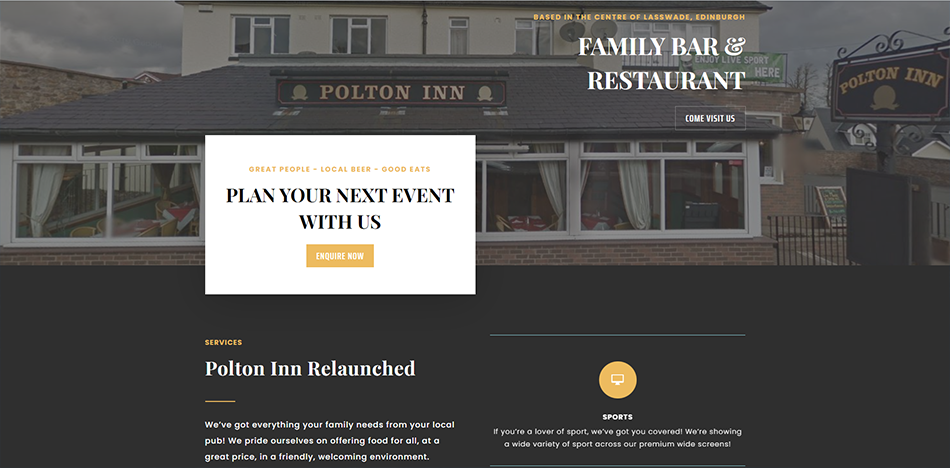 BASED IN THE CENTRE OF LASSWADE, EDINBURGH
FAMILY BAR &
RESTAURANT
COME VISIT US
ENJOY LIVE SPORT
HERE
POLTON INN
POLTON INN
GREAT PEOPLE - LOCAL BEER - GOOD EATS
PLAN YOUR NEXT EVENT
WITH US
ENQUIRE NOW
SERVICES
Polton Inn Relaunched
We've got everything your family needs from your local
pub! We pride ourselves on offering food for all, at a
great price, in a friendly, welcoming environment.
SPORTS
If you're a lover of sport, we've got you covered! We're showing
a wide variety of sport across our premium wide screens!